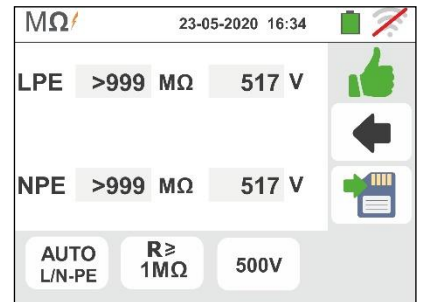 MΩ 23-05-2020 16:34
LPE >999 MΩ 517 V
NPE >999 MΩ 517 V
AUTO
L/N-PE
R≥
1MΩ
500V